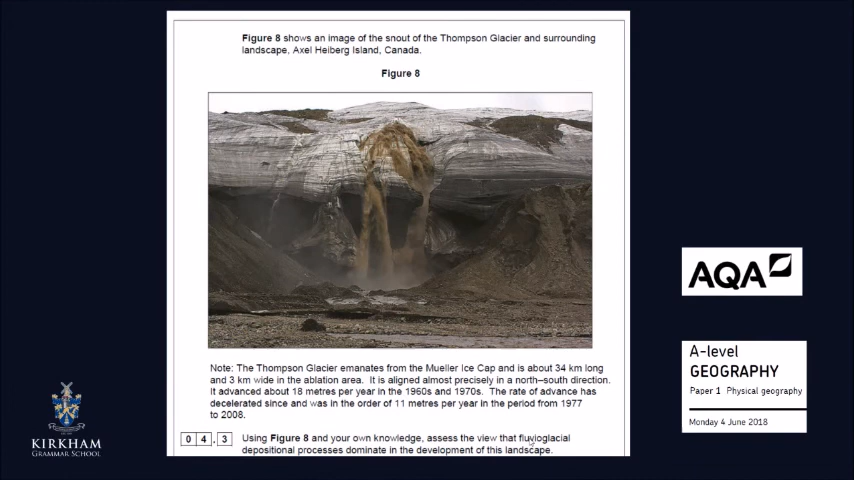 Figure 8 shows an image of the snout of the Thompson Glacier and surrounding
landscape, Axel Heiberg Island, Canada.
Figure 8
Note: The Thompson Glacier emanates from the Mueller Ice Cap and is about 34 km long
and 3 km wide in the ablation area. It is aligned almost precisely in a north–south direction.
It advanced about 18 metres per year in the 1960s and 1970s. The rate of advance has
decelerated since and was in the order of 11 metres per year in the period from 1977
to 2008.
0 4 . 3 Using Figure 8 and your own knowledge, assess the view that fluvioglacial
depositional processes dominate in the development of this landscape.
AQA
A-level
GEOGRAPHY
Paper 1 Physical geography
Monday 4 June 2018
KIRKHAM
GRAMMAR SCHOOL